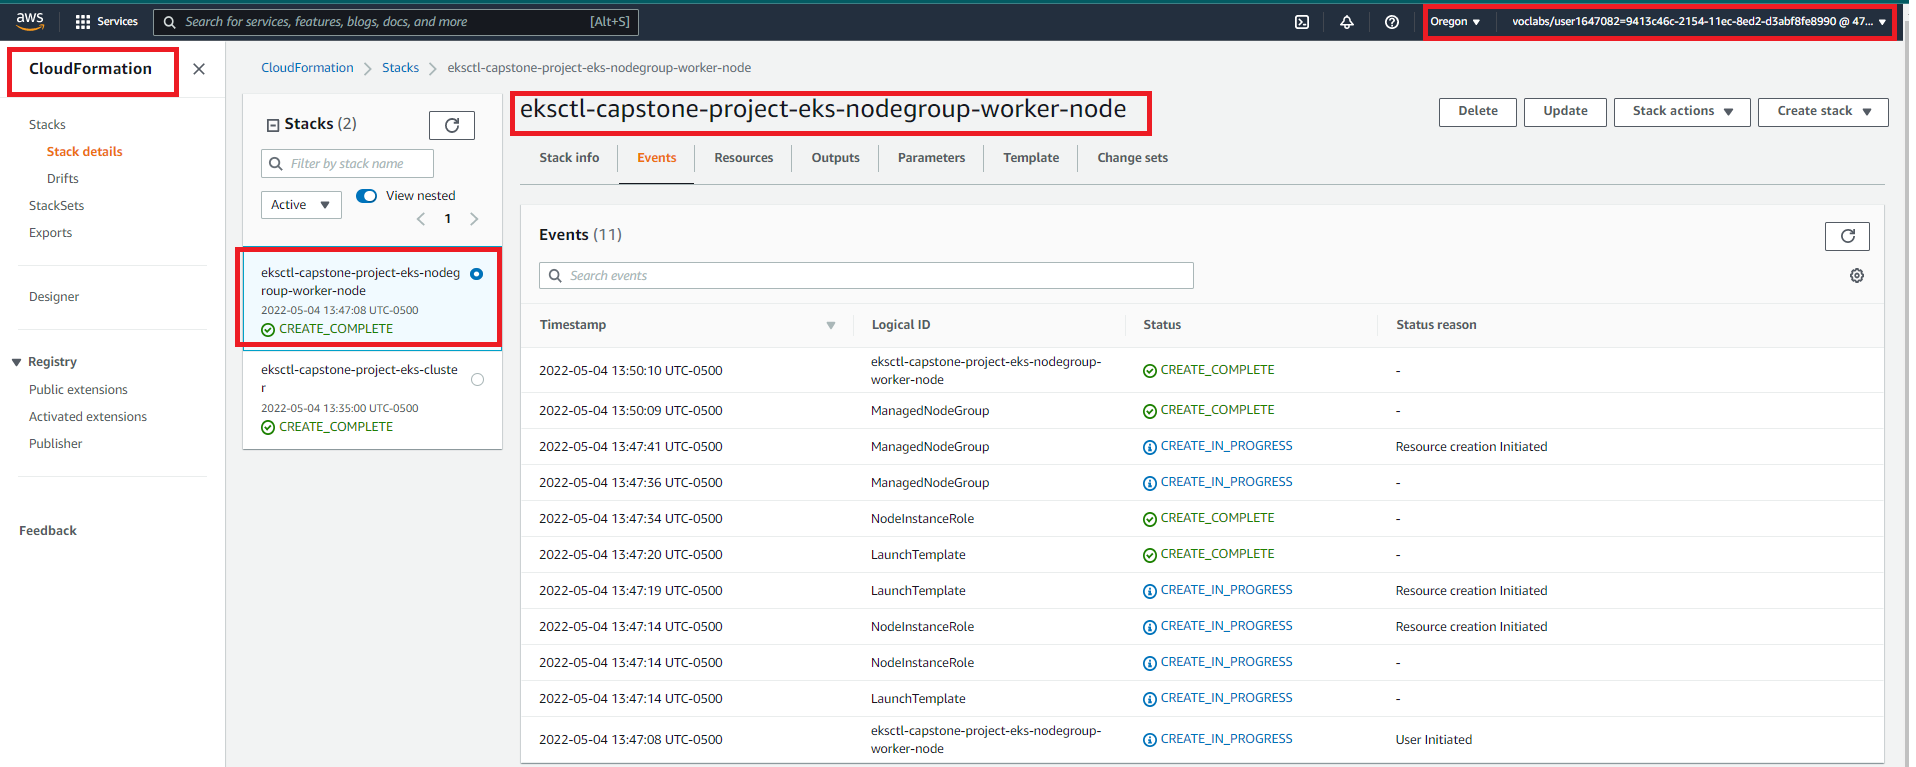 aws
Services
Search for services, features, blogs, docs, and more
[Alt+S]
Oregon
voclabs/user1647082=9413c46c-2154-11ec-8ed2-d3abf8fe8990 @ 47...
CloudFormation
Stacks
Stack details
Drifts
StackSets
Exports
Designer
Registry
Public extensions
Activated extensions
Publisher
Feedback
CloudFormation
Stacks
eksctl-capstone-project-eks-nodegroup-worker-node
Stacks (2)
Filter by stack name
Active
View nested
1
eksctl-capstone-project-eks-nodeg
roup-worker-node
2022-05-04 13:47:08 UTC-0500
CREATE_COMPLETE
eksctl-capstone-project-eks-cluste
r
2022-05-04 13:35:00 UTC-0500
CREATE_COMPLETE
eksctl-capstone-project-eks-nodegroup-worker-node
Delete
Update
Stack actions
Create stack
Stack info
Events
Resources
Outputs
Parameters
Template
Change sets
Events (11)
Search events
Timestamp Logical ID Status Status reason
2022-05-04 13:50:10 UTC-0500 eksctl-capstone-project-eks-nodegroup- CREATE_COMPLETE -
worker-node
2022-05-04 13:50:09 UTC-0500 ManagedNodeGroup CREATE_COMPLETE -
2022-05-04 13:47:41 UTC-0500 ManagedNodeGroup CREATE_IN_PROGRESS Resource creation Initiated
2022-05-04 13:47:36 UTC-0500 ManagedNodeGroup CREATE_IN_PROGRESS -
2022-05-04 13:47:34 UTC-0500 NodeInstanceRole CREATE_COMPLETE -
2022-05-04 13:47:20 UTC-0500 LaunchTemplate CREATE_COMPLETE -
2022-05-04 13:47:19 UTC-0500 LaunchTemplate CREATE_IN_PROGRESS Resource creation Initiated
2022-05-04 13:47:14 UTC-0500 NodeInstanceRole CREATE_IN_PROGRESS Resource creation Initiated
2022-05-04 13:47:14 UTC-0500 NodeInstanceRole CREATE_IN_PROGRESS -
2022-05-04 13:47:14 UTC-0500 LaunchTemplate CREATE_IN_PROGRESS -
2022-05-04 13:47:08 UTC-0500 eksctl-capstone-project-eks-nodegroup- CREATE_IN_PROGRESS User Initiated
worker-node